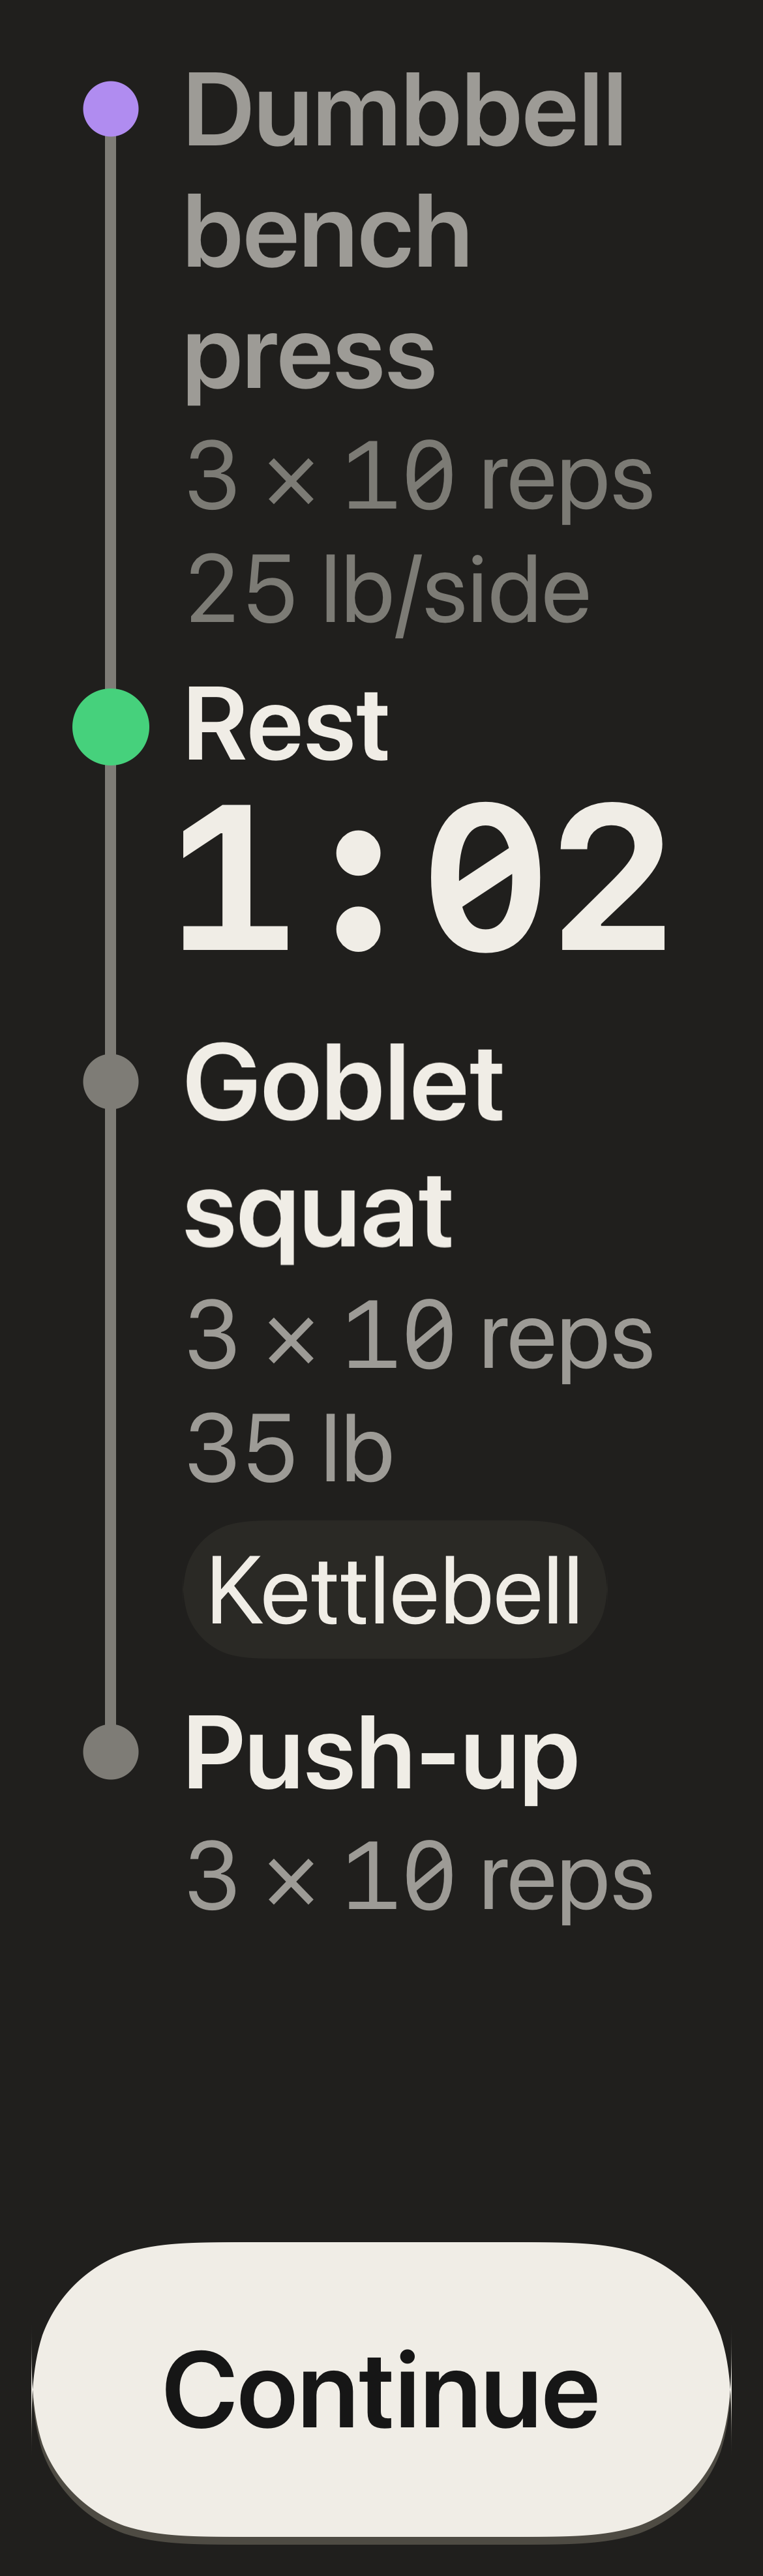 Dumbbell
bench
press
3 × 10 reps
25 lb/side
Rest
1:02
Goblet
squat
3 × 10 reps
35 lb
Kettlebell
Push-up
3 × 10 reps
Continue